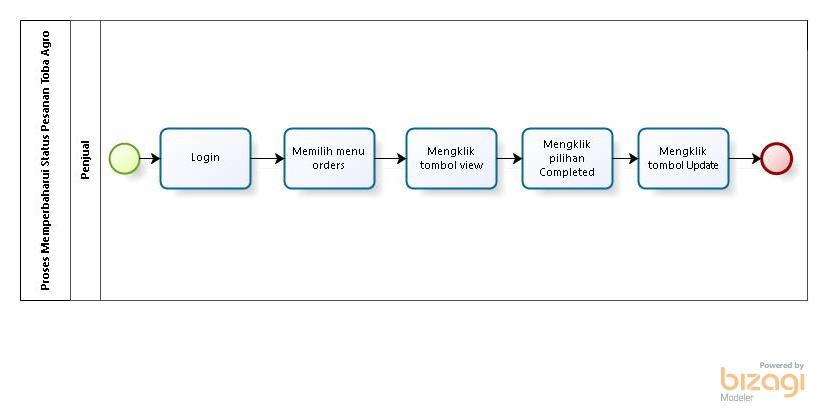 Proses Memperbaharui Status Pesanan Toba Agro
Penjual
Login
Memilih menu
orders
Mengklik
tombol view
Mengklik
pilihan
Completed
Mengklik
tombol Update
Powered by
bizagi
Modeler